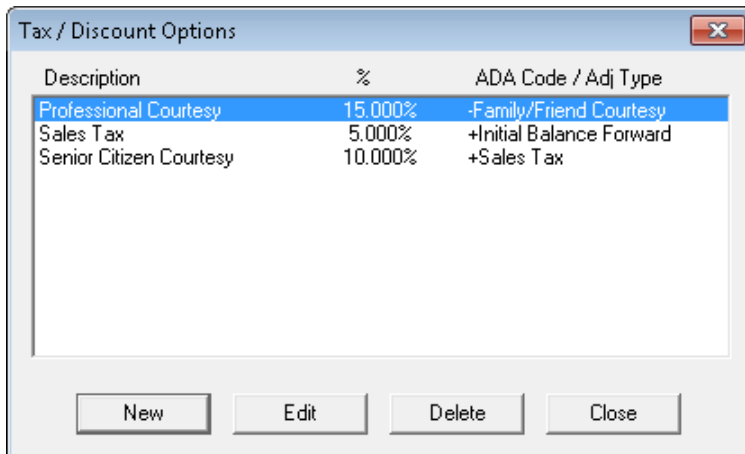 Tax / Discount Options
Description % ADA Code / Adj Type
Professional Courtesy 15.000% -Family/Friend Courtesy
Sales Tax 5.000% +Initial Balance Forward
Senior Citizen Courtesy 10.000% +Sales Tax
New Edit Delete Close